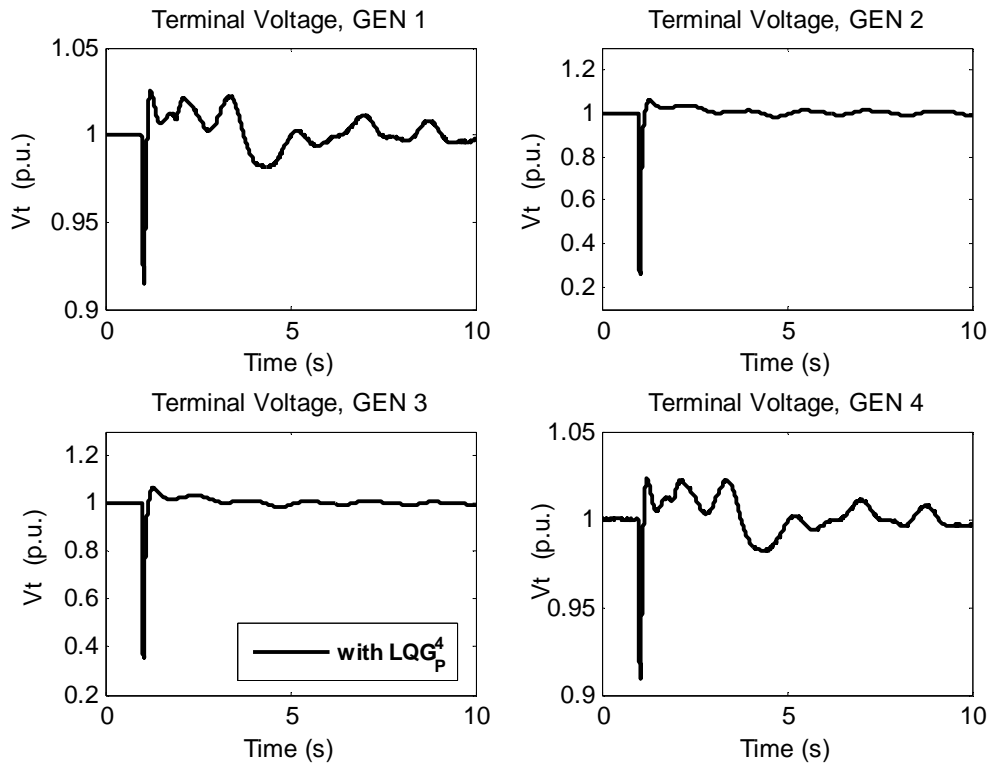 Terminal Voltage, GEN 1
1.05
1
0.95
0.9
Vt (p.u.)
0
5
10
Time (s)
Terminal Voltage, GEN 2
1.2
1
0.8
0.6
0.4
0.2
Vt (p.u.)
0
5
10
Time (s)
Terminal Voltage, GEN 3
1.2
1
0.8
0.6
0.4
0.2
Vt (p.u.)
with LQG_P^4
0
5
10
Time (s)
Terminal Voltage, GEN 4
1.05
1
0.95
0.9
Vt (p.u.)
0
5
10
Time (s)